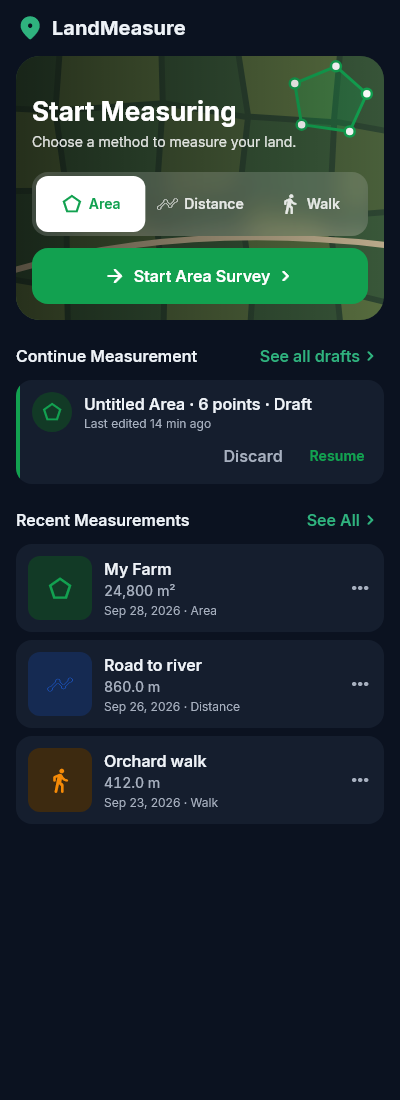 LandMeasure
Start Measuring
Choose a method to measure your land.
Area Distance Walk
Start Area Survey
Continue Measurement See all drafts
Untitled Area · 6 points · Draft
Last edited 14 min ago
Discard Resume
Recent Measurements See All
My Farm
24,800 m²
Sep 28, 2026 · Area
Road to river
860.0 m
Sep 26, 2026 · Distance
Orchard walk
412.0 m
Sep 23, 2026 · Walk